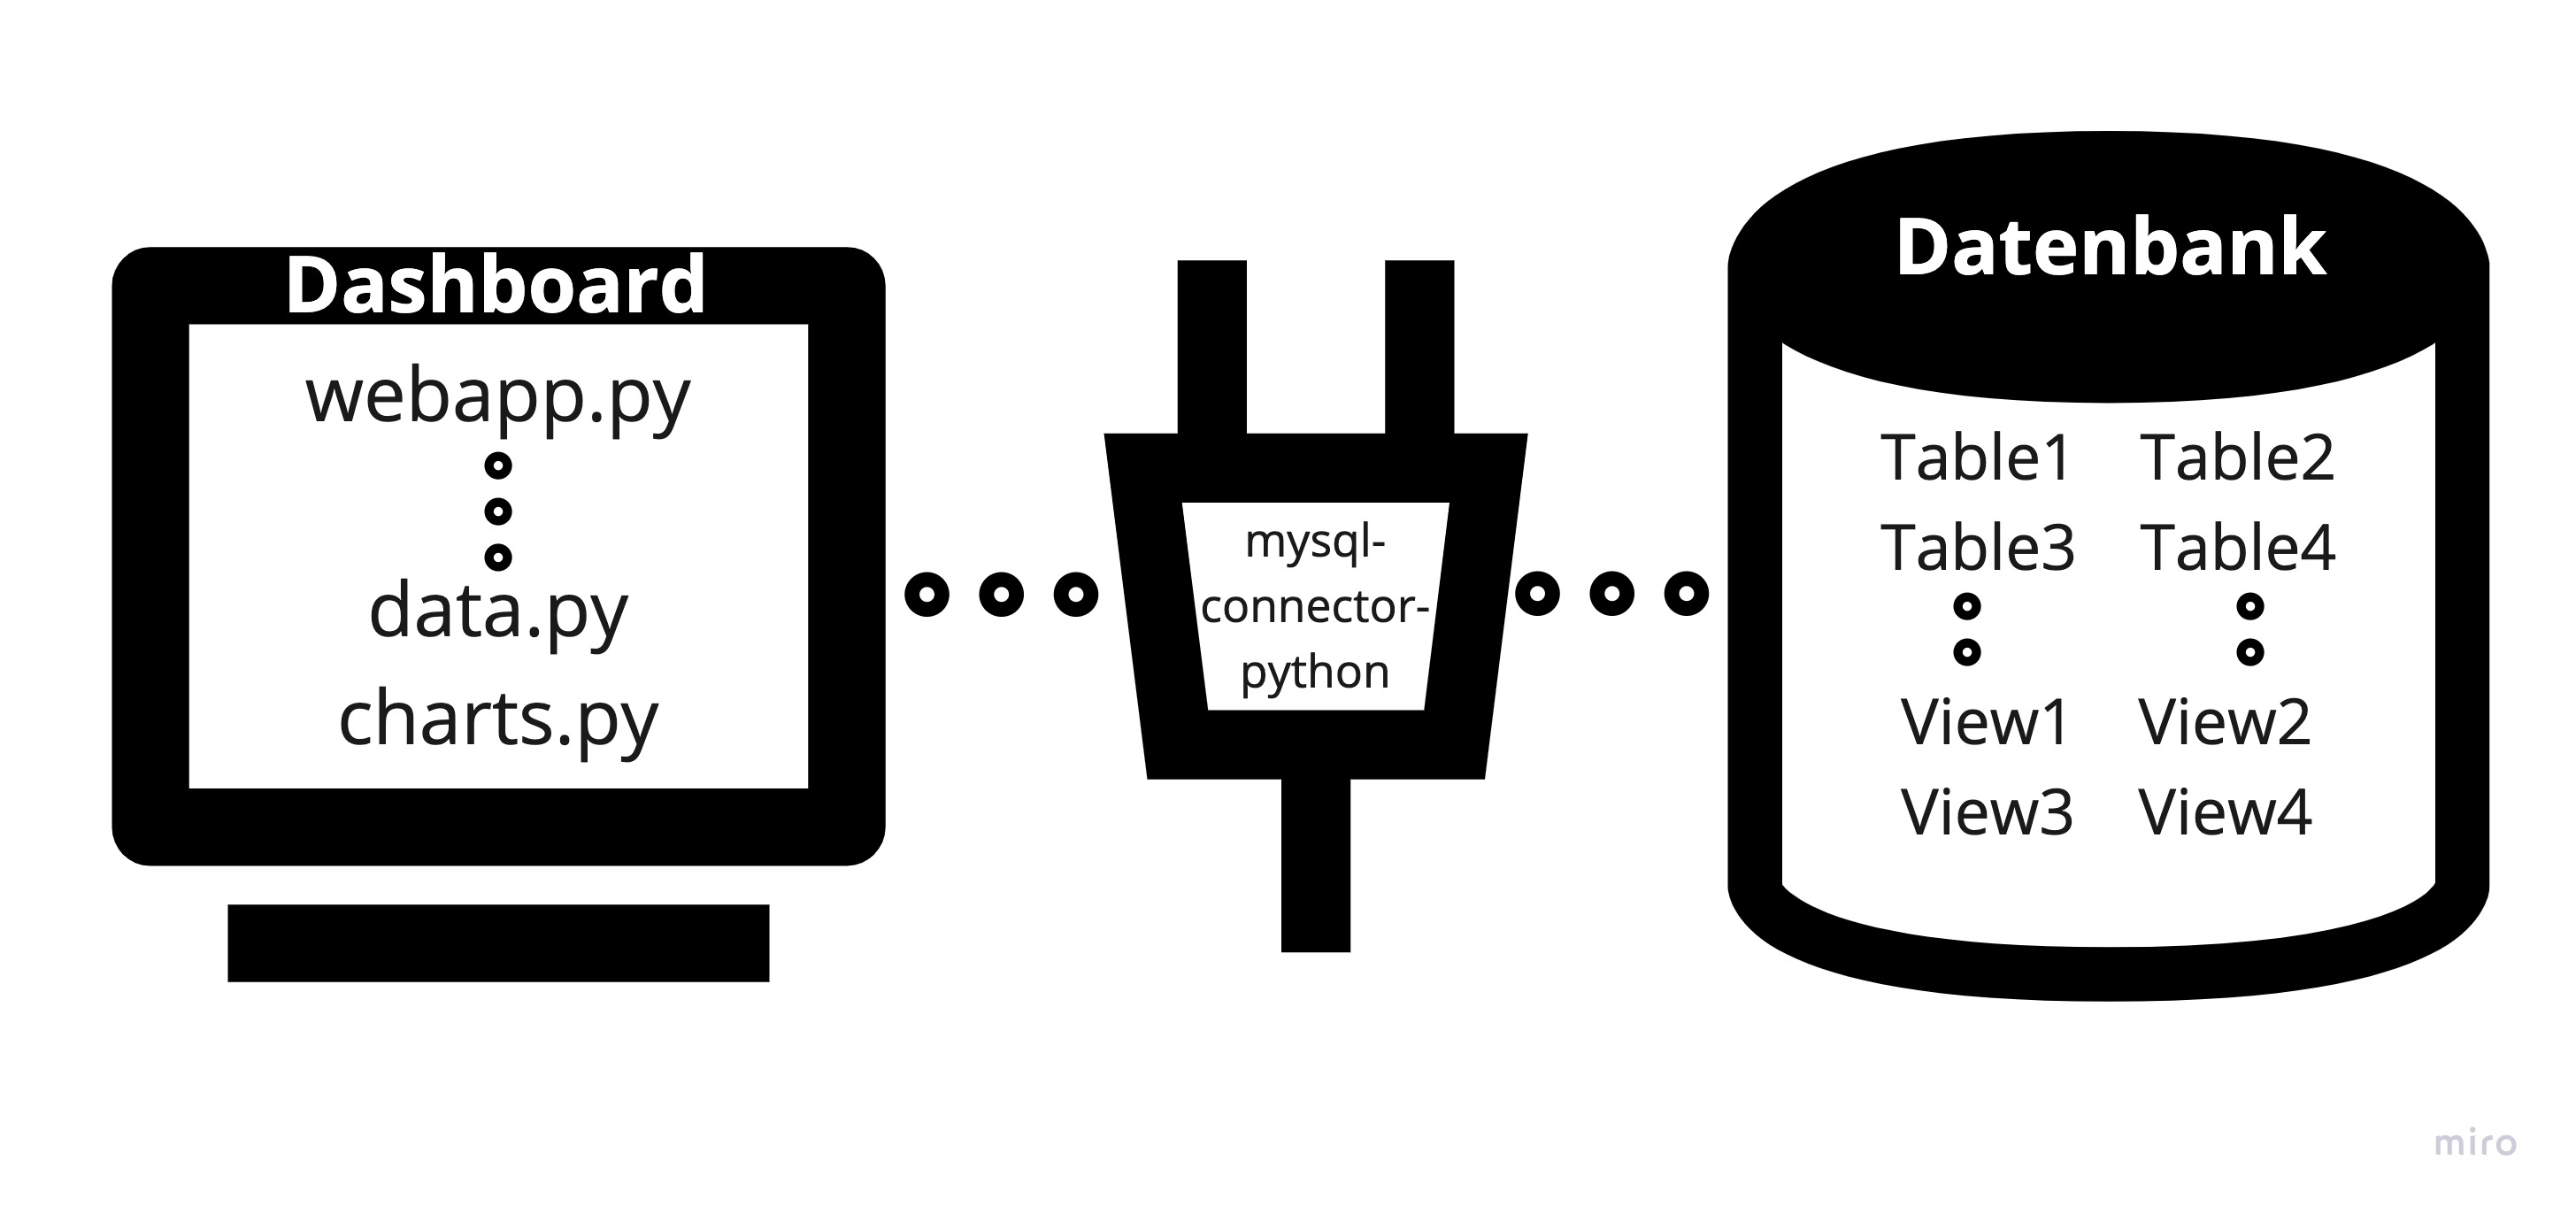 Dashboard
webapp.py
data.py
charts.py
mysql-
connector-
python
Datenbank
Table1 Table2
Table3 Table4
View1 View2
View3 View4
miro